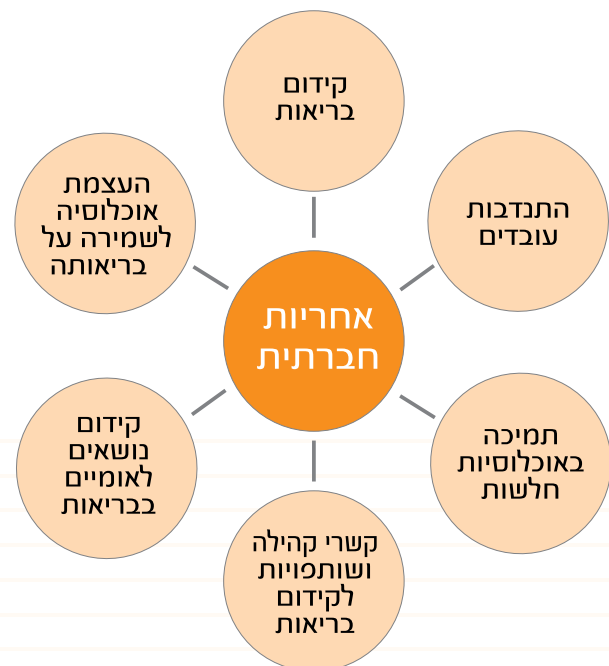 קידום
בריאות
התנדבות
עובדים
תמיכה
באוכלוסיות
חלשות
קשרי קהילה
ושותפויות
לקידום
בריאות
קידום
נושאים
לאומיים
בבריאות
העצמת
אוכלוסיה
לשמירה על
בריאותה
אחריות
חברתית